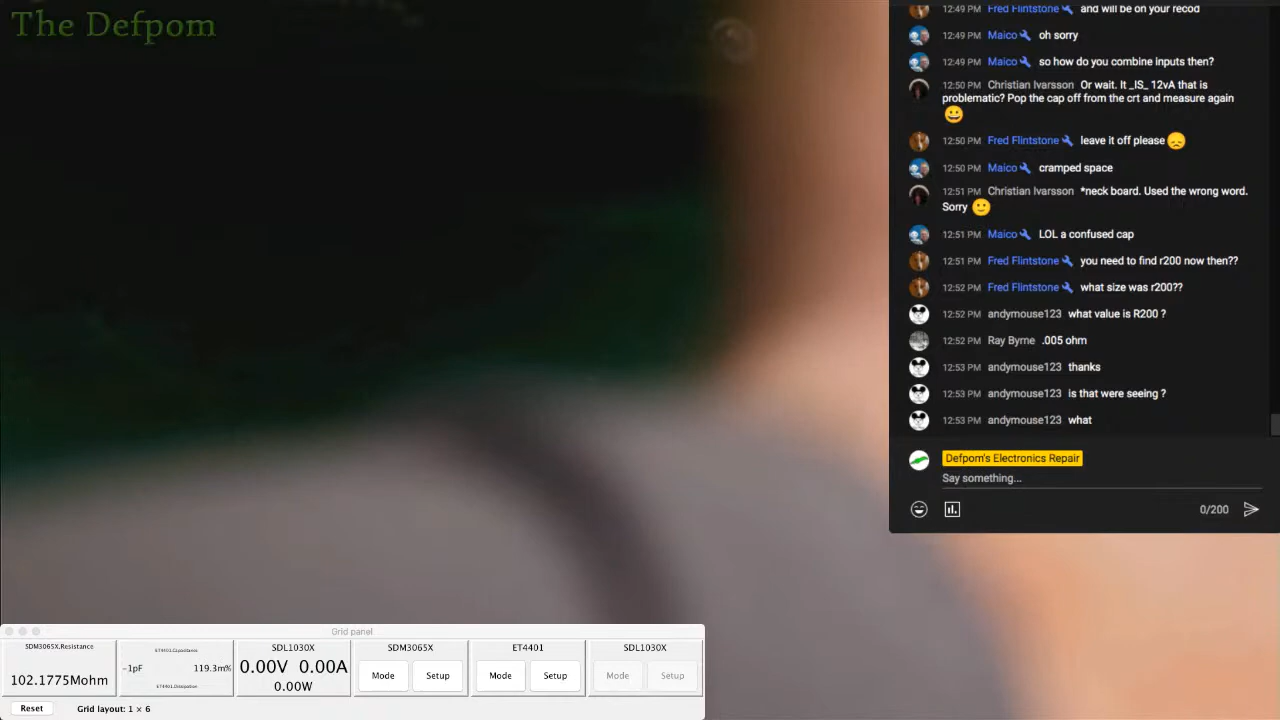 The Defpom
12:49 PM Fred Flintstone and will be on your recod
12:49 PM Maico oh sorry
12:49 PM Maico so how do you combine inputs then?
12:50 PM Christian Ivarsson Or wait. It _IS_ 12vA that is
problematic? Pop the cap off from the crt and measure again
12:50 PM Fred Flintstone leave it off please
12:50 PM Maico cramped space
12:51 PM Christian Ivarsson *neck board. Used the wrong word.
Sorry
12:51 PM Maico LOL a confused cap
12:51 PM Fred Flintstone you need to find r200 now then??
12:52 PM Fred Flintstone what size was r200??
12:52 PM andymouse123 what value is R200 ?
12:52 PM Ray Byrne .005 ohm
12:53 PM andymouse123 thanks
12:53 PM andymouse123 is that were seeing ?
12:53 PM andymouse123 what
Defpom's Electronics Repair
Say something...
0/200
Grid panel
SDM3065X.Resistance
102.1775Mohm
ET4401.Capacitance
-1pF 119.3m%
ET4401.Dissipation
SDL1030X
0.00V 0.00A
0.00W
SDM3065X
Mode Setup
ET4401
Mode Setup
SDL1030X
Mode Setup
Reset Grid layout: 1 × 6